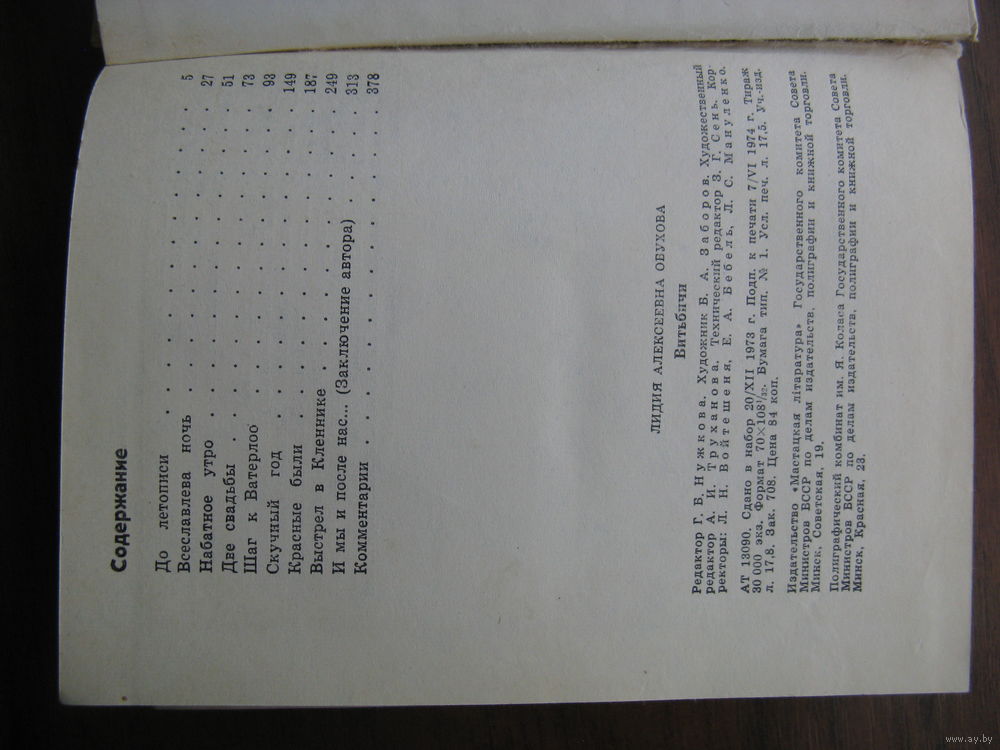 Содержание
До летописи . . . . . . . . . . 5
Всеславлева ночь . . . . . . . . . . 27
Набатное утро . . . . . . . . . . 51
Две свадьбы . . . . . . . . . . 73
Шаг к Ватерлоо . . . . . . . . . . 93
Скучный год . . . . . . . . . . 149
Красные были . . . . . . . . . . 187
Выстрел в Кленнике . . . . . . . . . . 249
И мы и после нас... (Заключение автора) . . . . . 313
Комментарии . . . . . . . . . . 378
ЛИДИЯ АЛЕКСЕЕВНА ОБУХОВА
Витьбичи
Редактор Г. Б. Нужкова. Художник Б. А. Заборов. Художественный
редактор А. И. Труханова. Технический редактор З. Г. Сень. Кор-
ректоры: Л. Н. Войтешеня, Е. А. Бебель, Л. С. Мануленко.
АТ 13090. Сдано в набор 20/XII 1973 г. Подп. к печати 7/VI 1974 г. Тираж
30 000 экз. Формат 70×108¹/₃₂. Бумага тип. № 1. Усл. печ. л. 17,5. Уч.-изд.
л. 17,8. Зак. 708. Цена 84 коп.
Издательство «Мастацкая літаратура» Государственного комитета Совета
Министров БССР по делам издательств, полиграфии и книжной торговли.
Минск, Советская, 19.
Полиграфический комбинат им. Я. Коласа Государственного комитета Совета
Министров БССР по делам издательств, полиграфии и книжной торговли.
Минск, Красная, 23.
www.ay.by